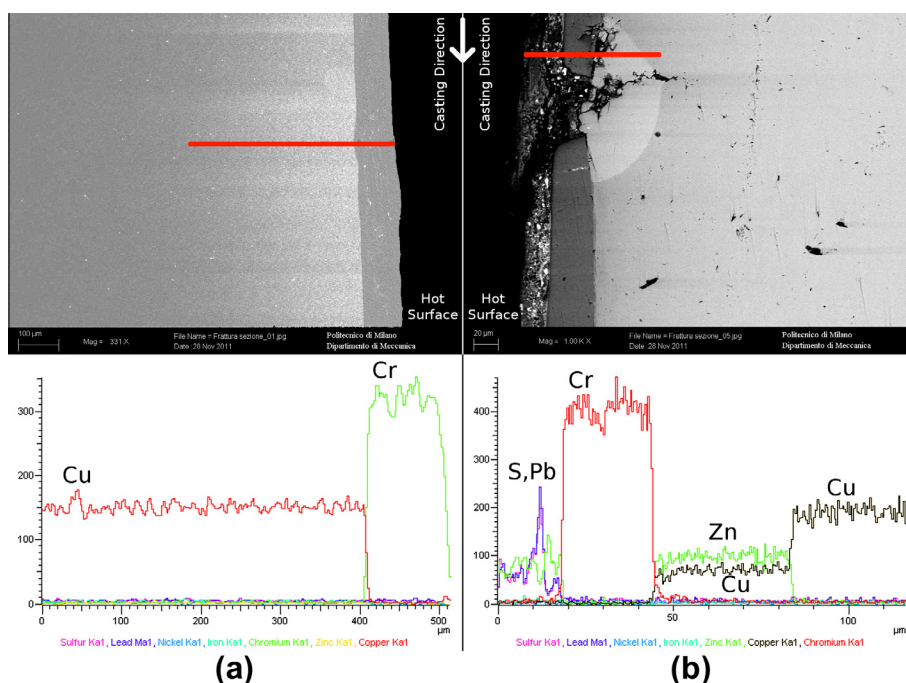 Casting Direction
Casting Direction
Hot
Surface
Hot
Surface
100 µm
Mag = 331 X
File Name = Frattura sezione_01.jpg
Date :28 Nov 2011
Politecnico di Milano
Dipartimento di Meccanica
20 µm
Mag = 1.00 K X
File Name = Frattura sezione_05.jpg
Date :28 Nov 2011
Politecnico di Milano
Dipartimento di Meccanica
Cr
300
Cu
200
100
0
0 100 200 300 400 500
µm
Sulfur Ka1, Lead Ma1, Nickel Ka1, Iron Ka1, Chromium Ka1, Zinc Ka1, Copper Ka1
(a)
Cr
400
300
S,Pb
Cu
200
Zn
100
Cu
0
0 50 100
µm
Sulfur Ka1, Lead Ma1, Nickel Ka1, Iron Ka1, Zinc Ka1, Copper Ka1, Chromium Ka1
(b)